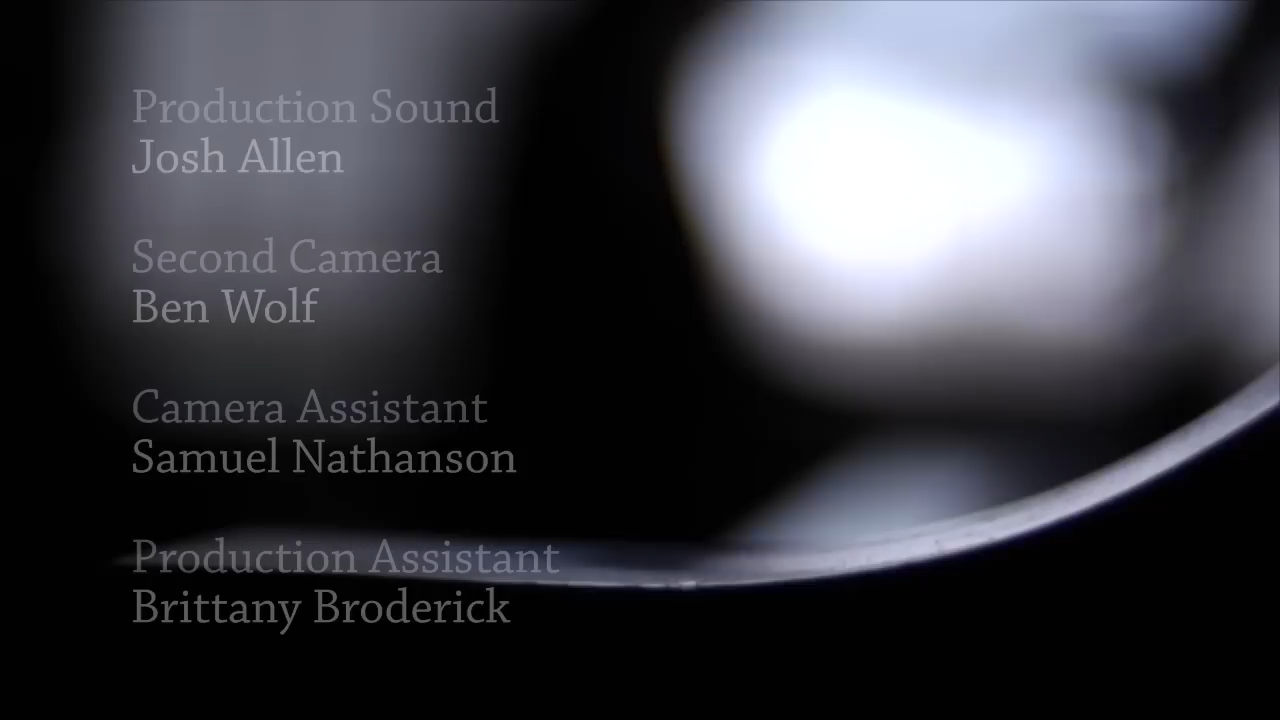 Production Sound
Josh Allen
Second Camera
Ben Wolf
Camera Assistant
Samuel Nathanson
Production Assistant
Brittany Broderick